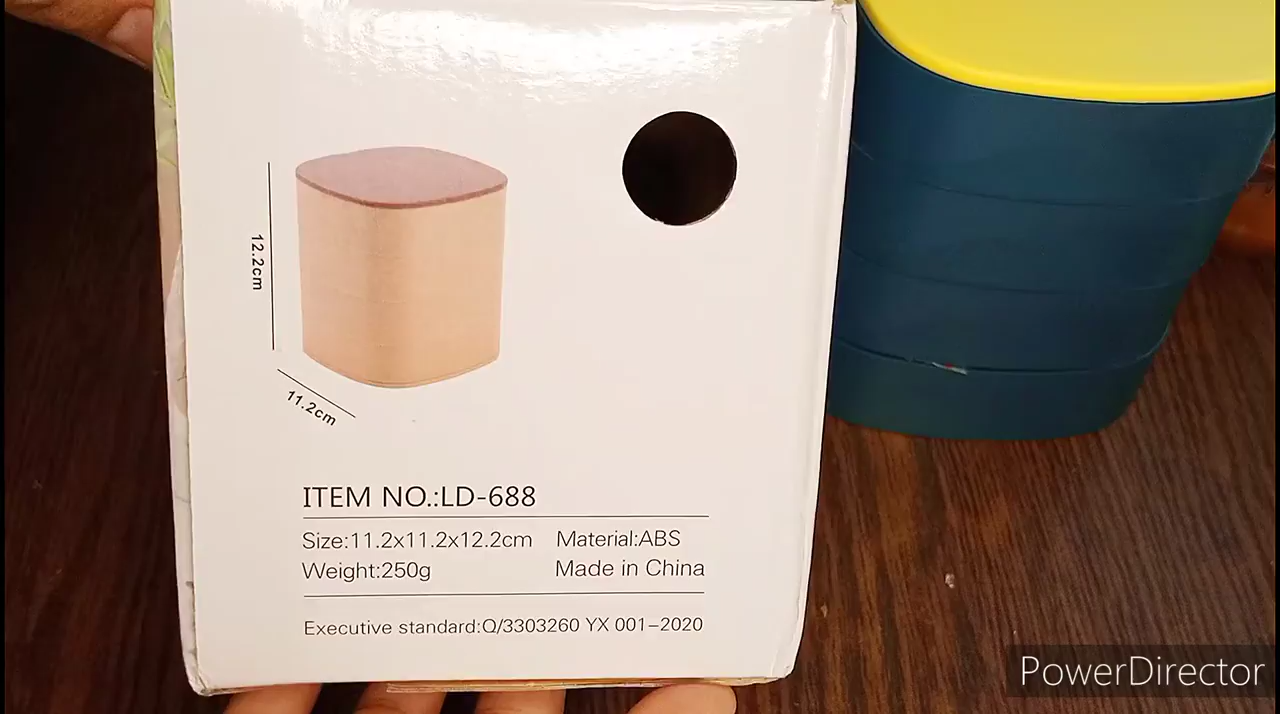 12.2cm
11.2cm
ITEM NO.:LD-688
Size:11.2x11.2x12.2cm Material:ABS
Weight:250g Made in China
Executive standard:Q/3303260 YX 001-2020
PowerDirector